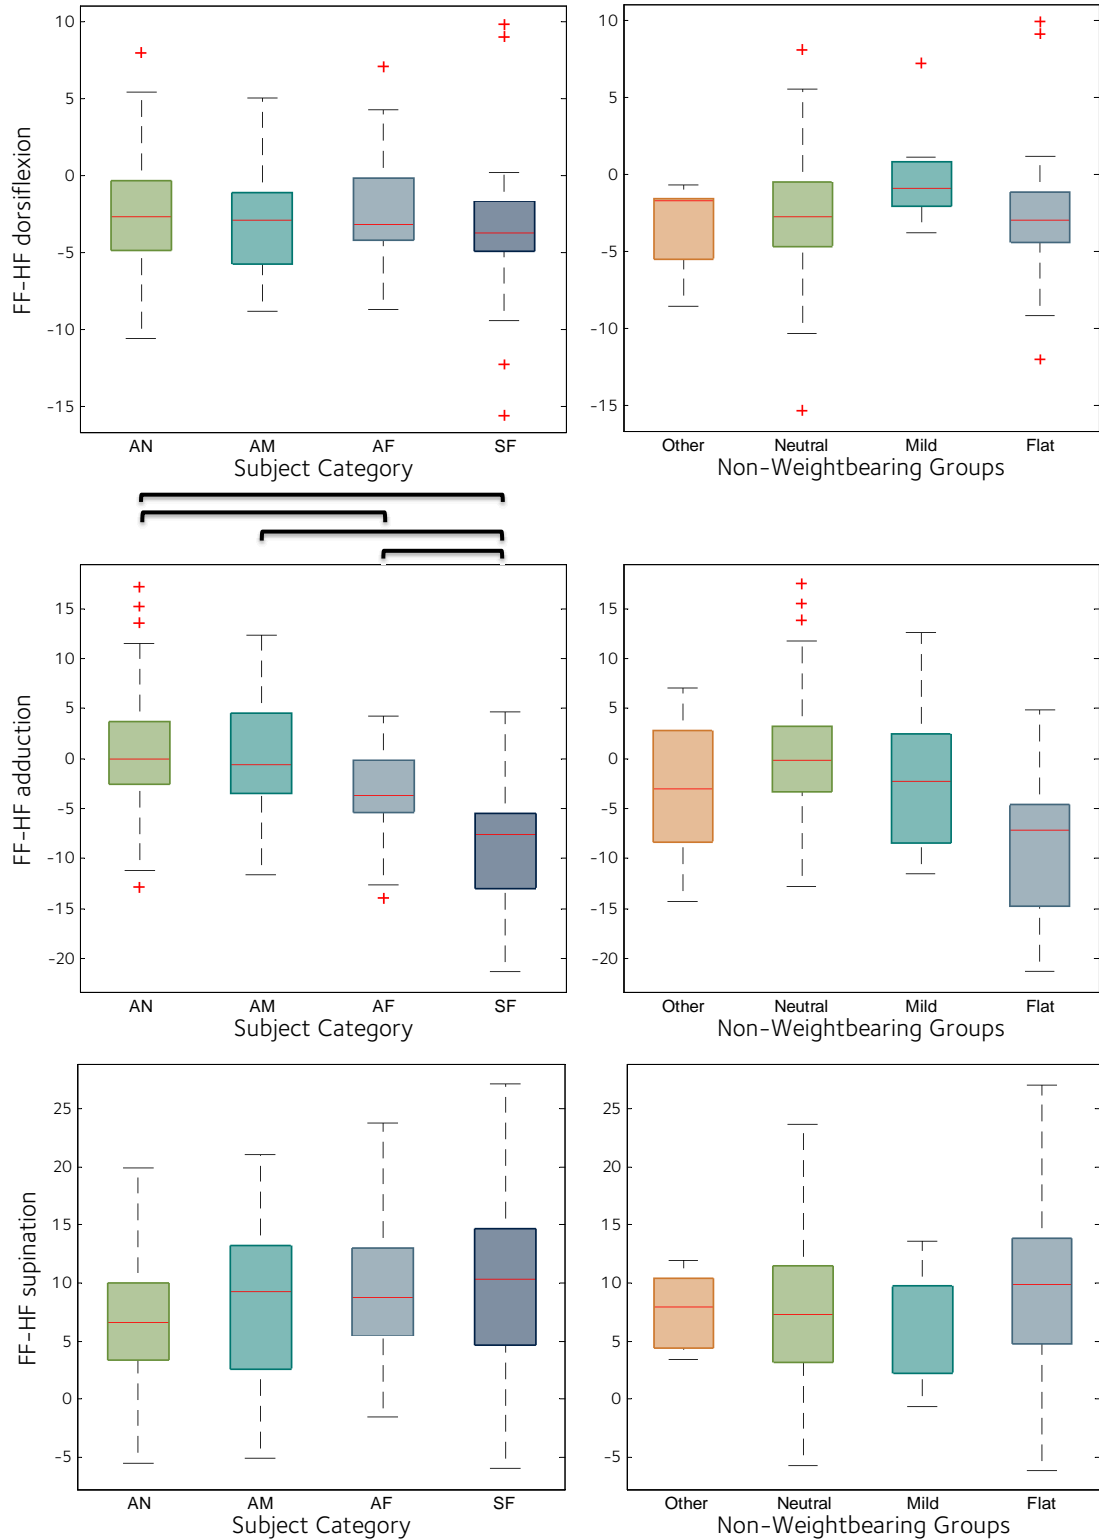 FF-HF dorsiflexion
10
5
0
-5
-10
-15
AN AM AF SF
Subject Category
10
5
0
-5
-10
-15
Other Neutral Mild Flat
Non-Weightbearing Groups
FF-HF adduction
15
10
5
0
-5
-10
-15
-20
AN AM AF SF
Subject Category
15
10
5
0
-5
-10
-15
-20
Other Neutral Mild Flat
Non-Weightbearing Groups
FF-HF supination
25
20
15
10
5
0
-5
AN AM AF SF
Subject Category
25
20
15
10
5
0
-5
Other Neutral Mild Flat
Non-Weightbearing Groups